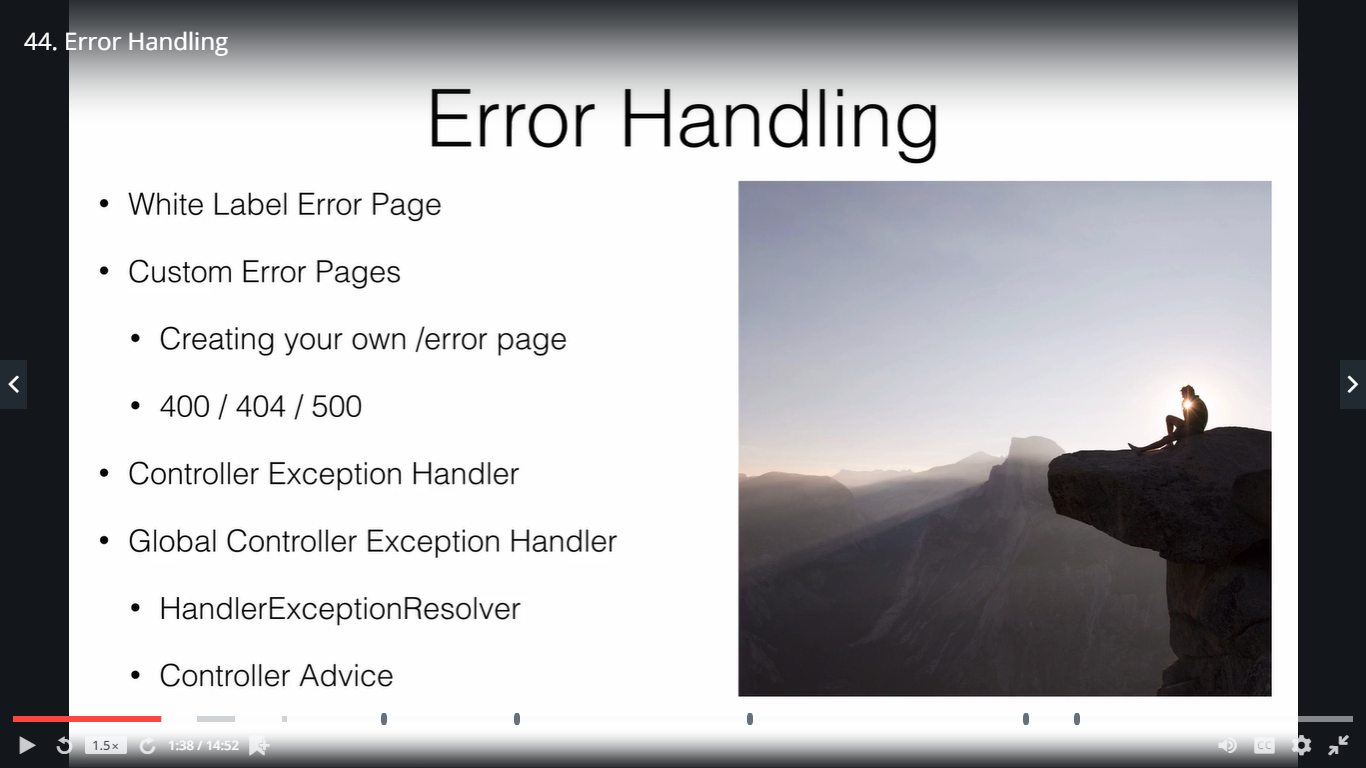 44. Error Handling
Error Handling
• White Label Error Page
• Custom Error Pages
• Creating your own /error page
• 400 / 404 / 500
• Controller Exception Handler
• Global Controller Exception Handler
• HandlerExceptionResolver
• Controller Advice
1.5×
1:38 / 14:52
CC